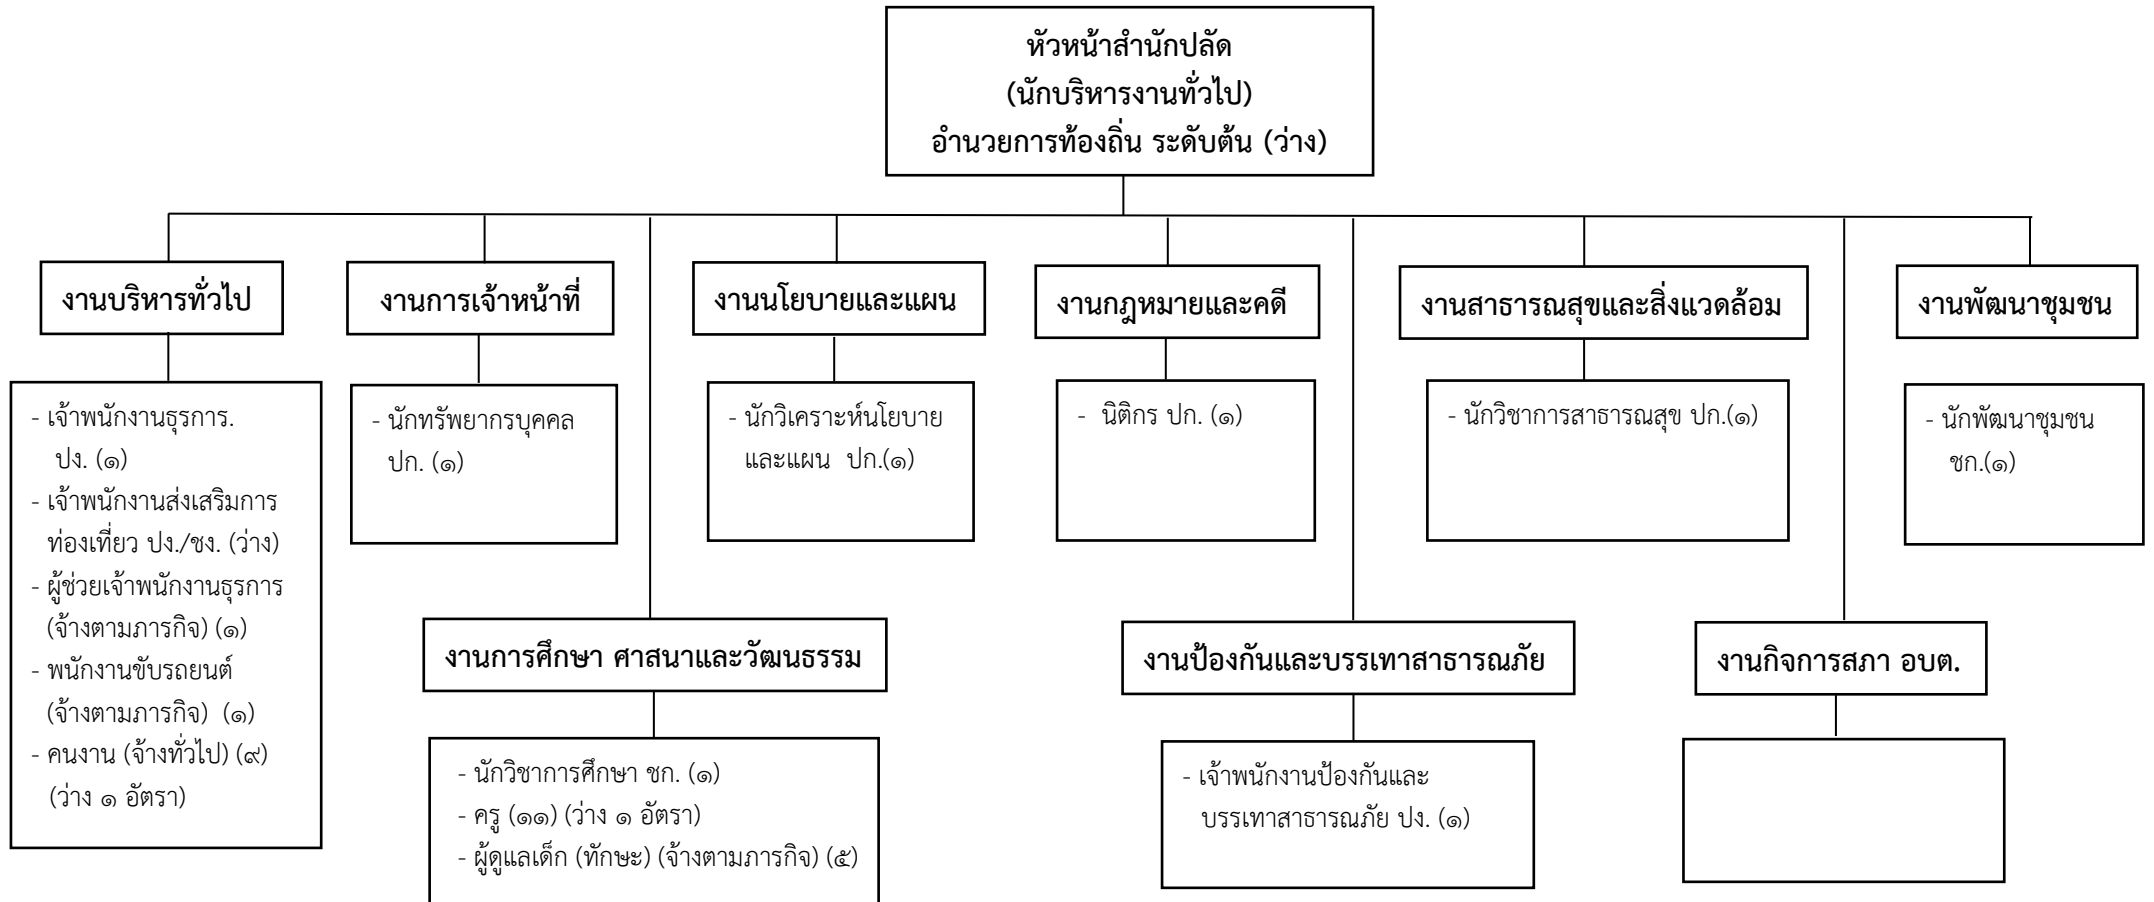 หัวหน้าสำนักปลัด
(นักบริหารงานทั่วไป)
อำนวยการท้องถิ่น ระดับต้น (ว่าง)
งานบริหารทั่วไป
งานการเจ้าหน้าที่
งานนโยบายและแผน
งานกฎหมายและคดี
งานสาธารณสุขและสิ่งแวดล้อม
งานพัฒนาชุมชน
- เจ้าพนักงานธุรการ.
ปง. (๑)
- เจ้าพนักงานส่งเสริมการ
ท่องเที่ยว ปง./ชง. (ว่าง)
- ผู้ช่วยเจ้าพนักงานธุรการ
(จ้างตามภารกิจ) (๑)
- พนักงานขับรถยนต์
(จ้างตามภารกิจ) (๑)
- คนงาน (จ้างทั่วไป) (๙)
(ว่าง ๑ อัตรา)
- นักทรัพยากรบุคคล
ปก. (๑)
- นักวิเคราะห์นโยบาย
และแผน ปก.(๑)
- นิติกร ปก. (๑)
- นักวิชาการสาธารณสุข ปก.(๑)
- นักพัฒนาชุมชน
ชก.(๑)
งานการศึกษา ศาสนาและวัฒนธรรม
งานป้องกันและบรรเทาสาธารณภัย
งานกิจการสภา อบต.
- นักวิชาการศึกษา ชก. (๑)
- ครู (๑๑) (ว่าง ๑ อัตรา)
- ผู้ดูแลเด็ก (ทักษะ) (จ้างตามภารกิจ) (๕)
- เจ้าพนักงานป้องกันและ
บรรเทาสาธารณภัย ปง. (๑)